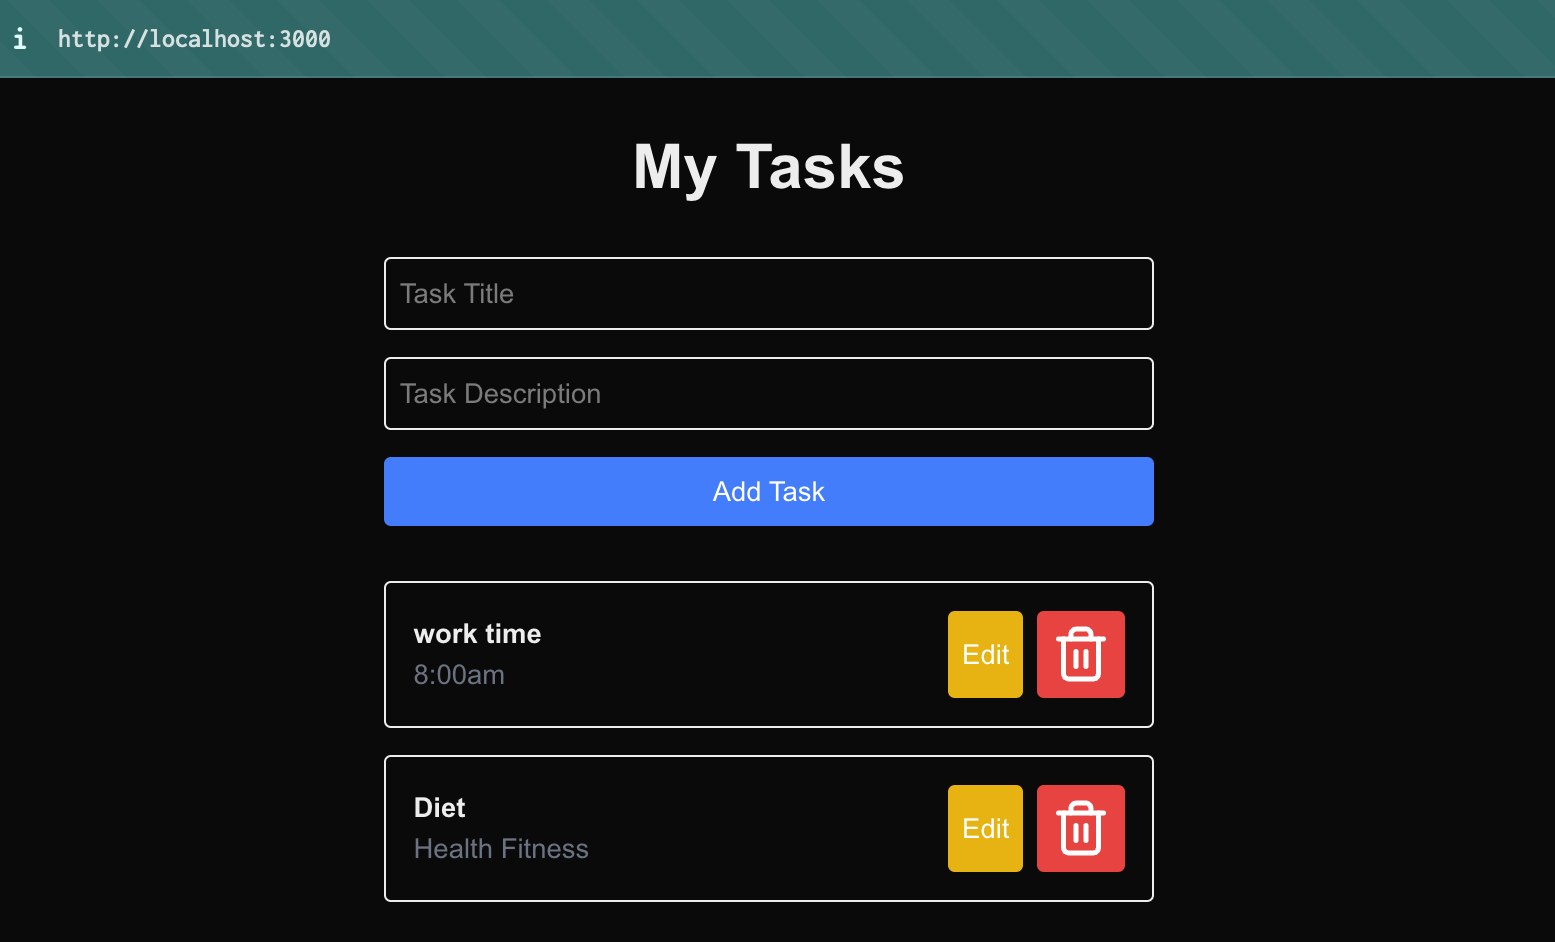 i http://localhost:3000
My Tasks
Task Title
Task Description
Add Task
work time
8:00am
Edit
Diet
Health Fitness
Edit